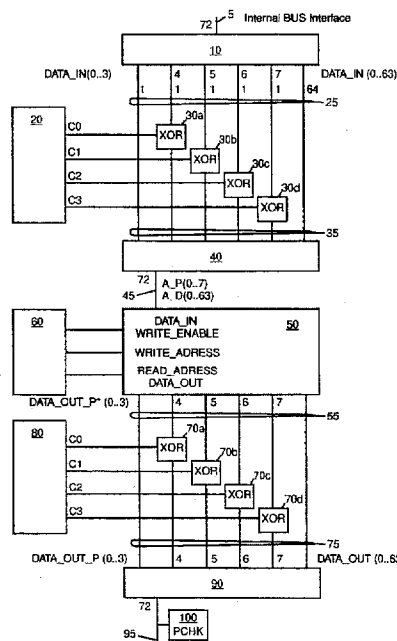 5 Internal BUS Interface
72
10
DATA_IN(0..3) 4 5 6 7 DATA_IN (0..63)
1 1 1 1 1 64
25
20
C0 XOR 30a
C1 XOR 30b
C2 XOR 30c
C3 XOR 30d
35
40
72 A_P(0..7)
45 A_D(0..63)
60
DATA_IN 50
WRITE_ENABLE
WRITE_ADRESS
READ_ADRESS
DATA_OUT
DATA_OUT_P* (0..3) 4 5 6 7
55
80
C0 XOR 70a
C1 XOR 70b
C2 XOR 70c
C3 XOR 70d
75
DATA_OUT_P (0..3) 4 5 6 7 DATA_OUT (0..6
90
72
100
95 PCHK